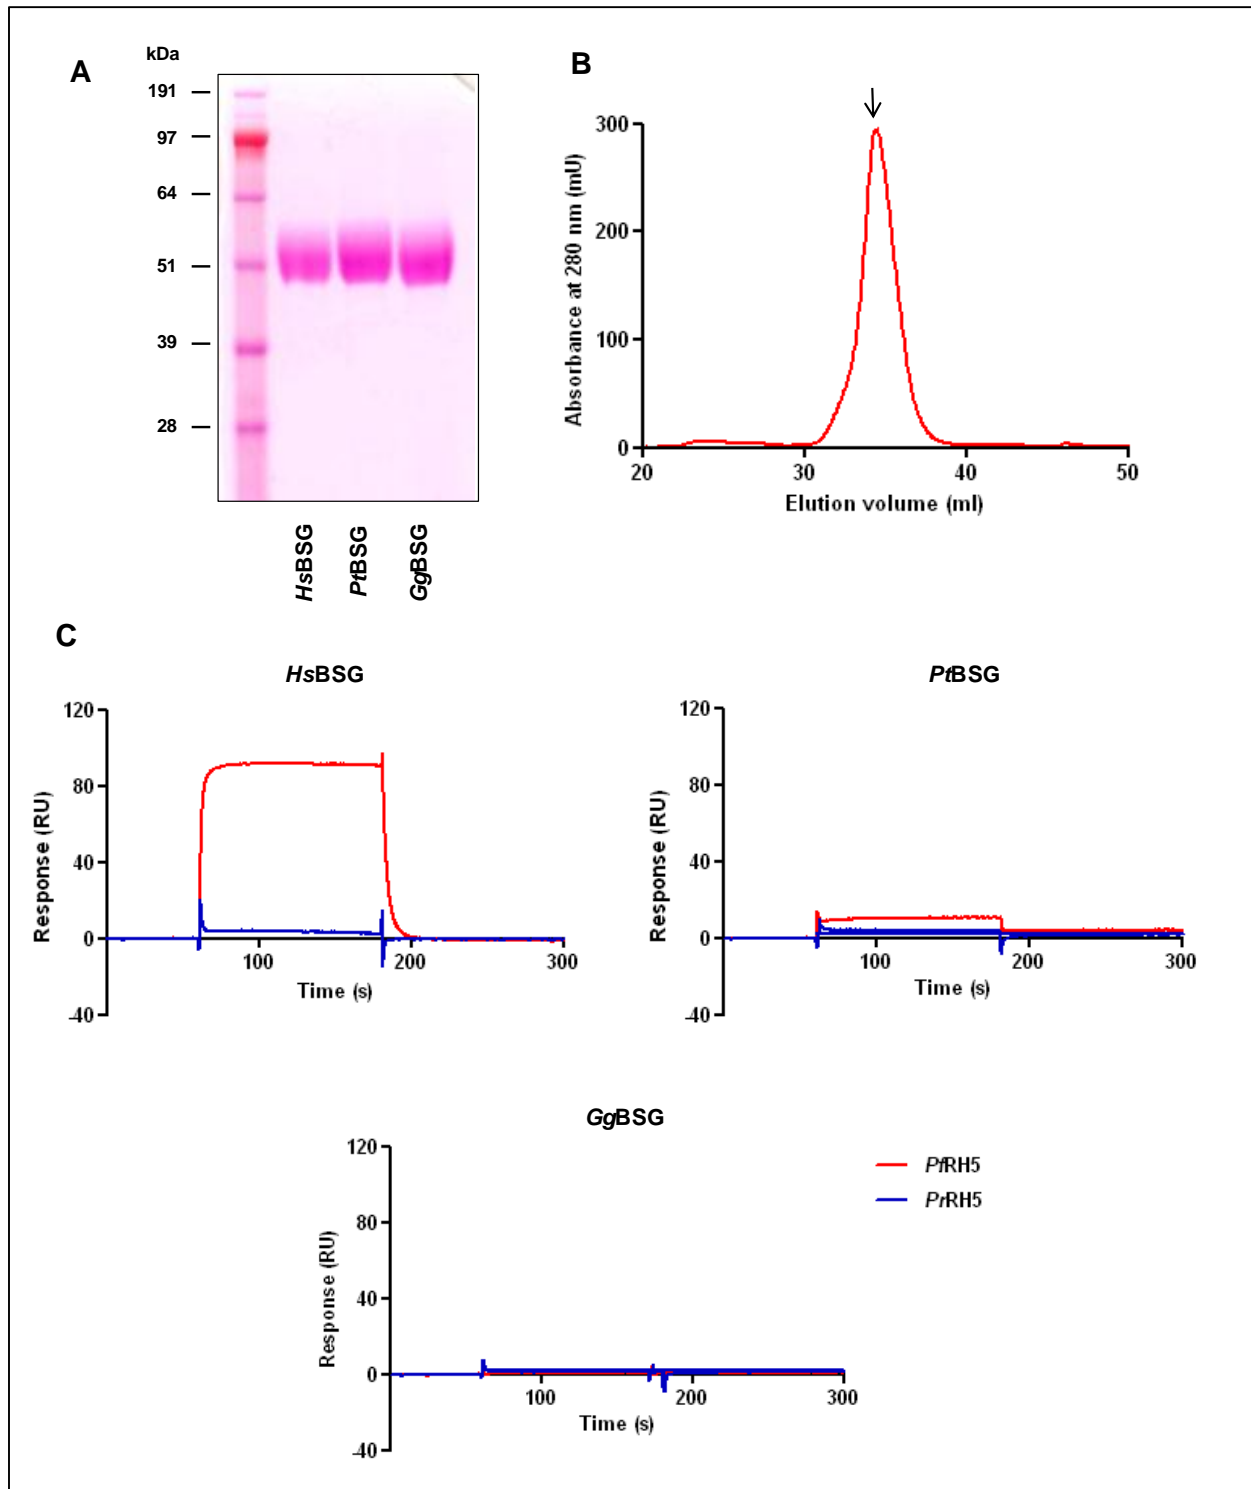 A
kDa
191
97
64
51
39
28
HsBSG
PtBSG
GgBSG
B
300
200
100
0
Absorbance at 280 nm (mU)
20
30
40
50
Elution volume (ml)
C
HsBSG
120
80
40
0
-40
Response (RU)
100
200
300
Time (s)
PtBSG
120
80
40
0
-40
Response (RU)
100
200
300
Time (s)
GgBSG
120
80
40
0
-40
Response (RU)
100
200
300
Time (s)
PfRH5
PrRH5